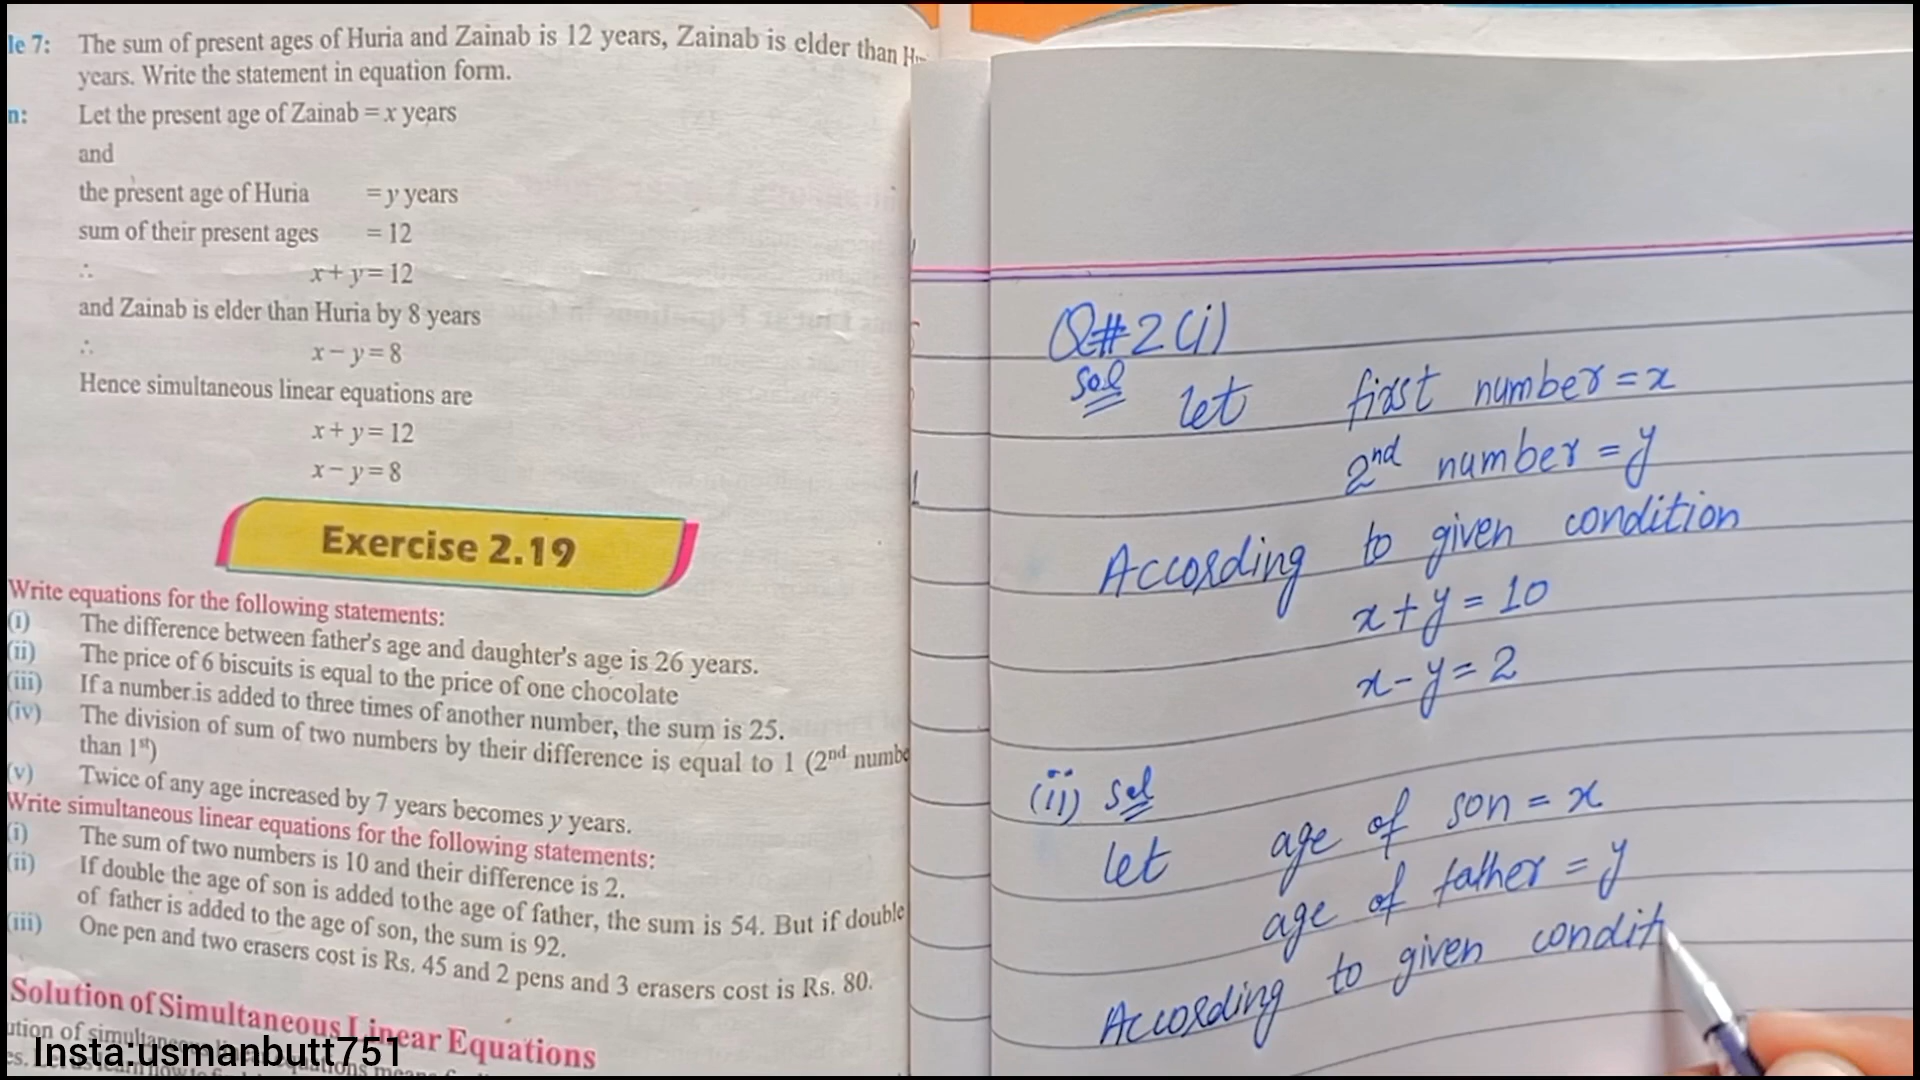 le 7: The sum of present ages of Huria and Zainab is 12 years, Zainab is elder than
years. Write the statement in equation form.
n: Let the present age of Zainab = x years
and
the present age of Huria = y years
sum of their present ages = 12
∴ x + y = 12
and Zainab is elder than Huria by 8 years
∴ x − y = 8
Hence simultaneous linear equations are
x + y = 12
x − y = 8
Exercise 2.19
Write equations for the following statements:
(i) The difference between father's age and daughter's age is 26 years.
(ii) The price of 6 biscuits is equal to the price of one chocolate
(iii) If a number is added to three times of another number, the sum is 25.
(iv) The division of sum of two numbers by their difference is equal to 1 (2nd numbe
than 1st)
(v) Twice of any age increased by 7 years becomes y years.
Write simultaneous linear equations for the following statements:
(i) The sum of two numbers is 10 and their difference is 2.
(ii) If double the age of son is added to the age of father, the sum is 54. But if double
of father is added to the age of son, the sum is 92.
(iii) One pen and two erasers cost is Rs. 45 and 2 pens and 3 erasers cost is Rs. 80.
Solution of Simultaneous Linear Equations
ution of
Insta:usmanbutt751
Q#2(i)
Sol let first number = x
2nd number = y
According to given condition
x + y = 10
x - y = 2
(ii) Sol
let age of son = x
age of father = y
According to given condit